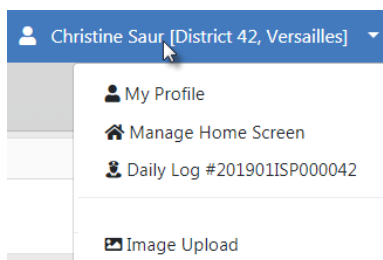 Christine Saur [District 42, Versailles]
My Profile
Manage Home Screen
Daily Log #201901ISP000042
Image Upload